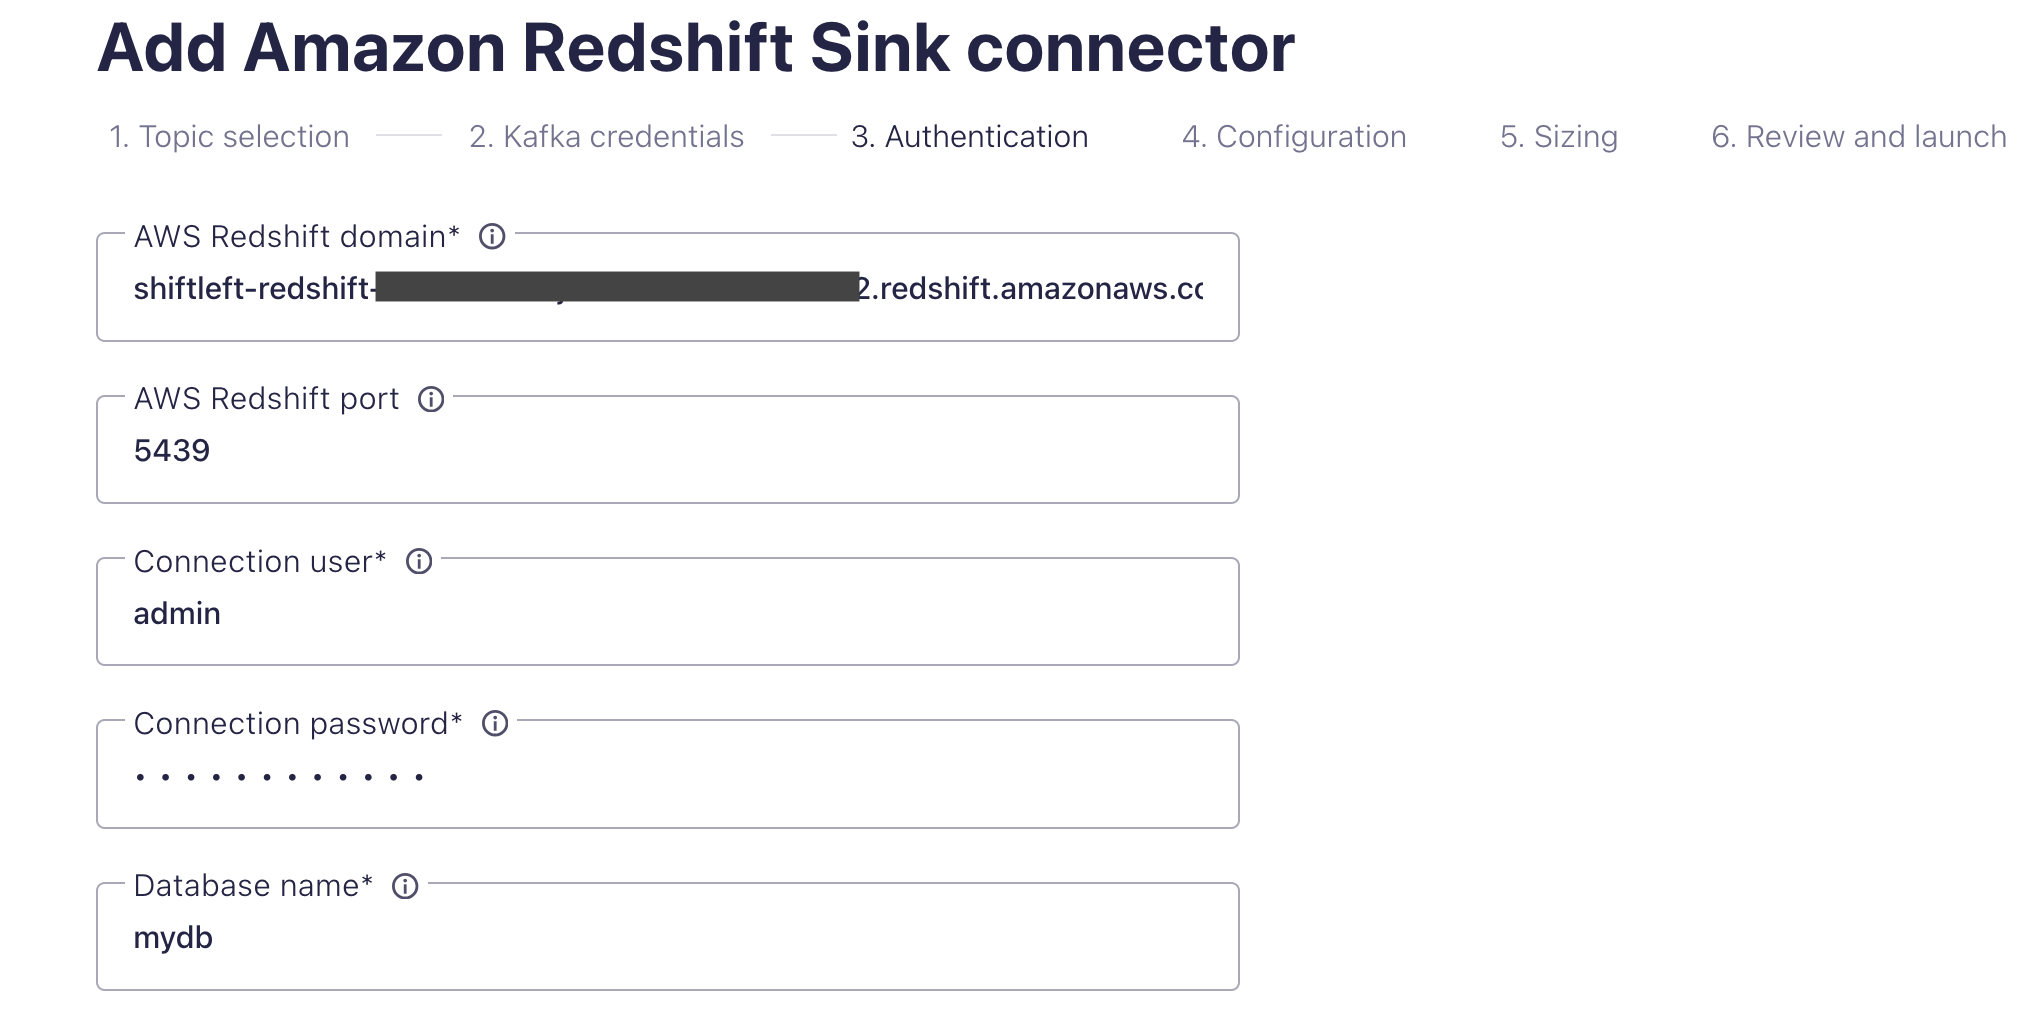 Add Amazon Redshift Sink connector
1. Topic selection 2. Kafka credentials 3. Authentication 4. Configuration 5. Sizing 6. Review and launch
AWS Redshift domain*
shiftleft-redshift- 2.redshift.amazonaws.cc
AWS Redshift port
5439
Connection user*
admin
Connection password*
• • • • • • • • • • • •
Database name*
mydb